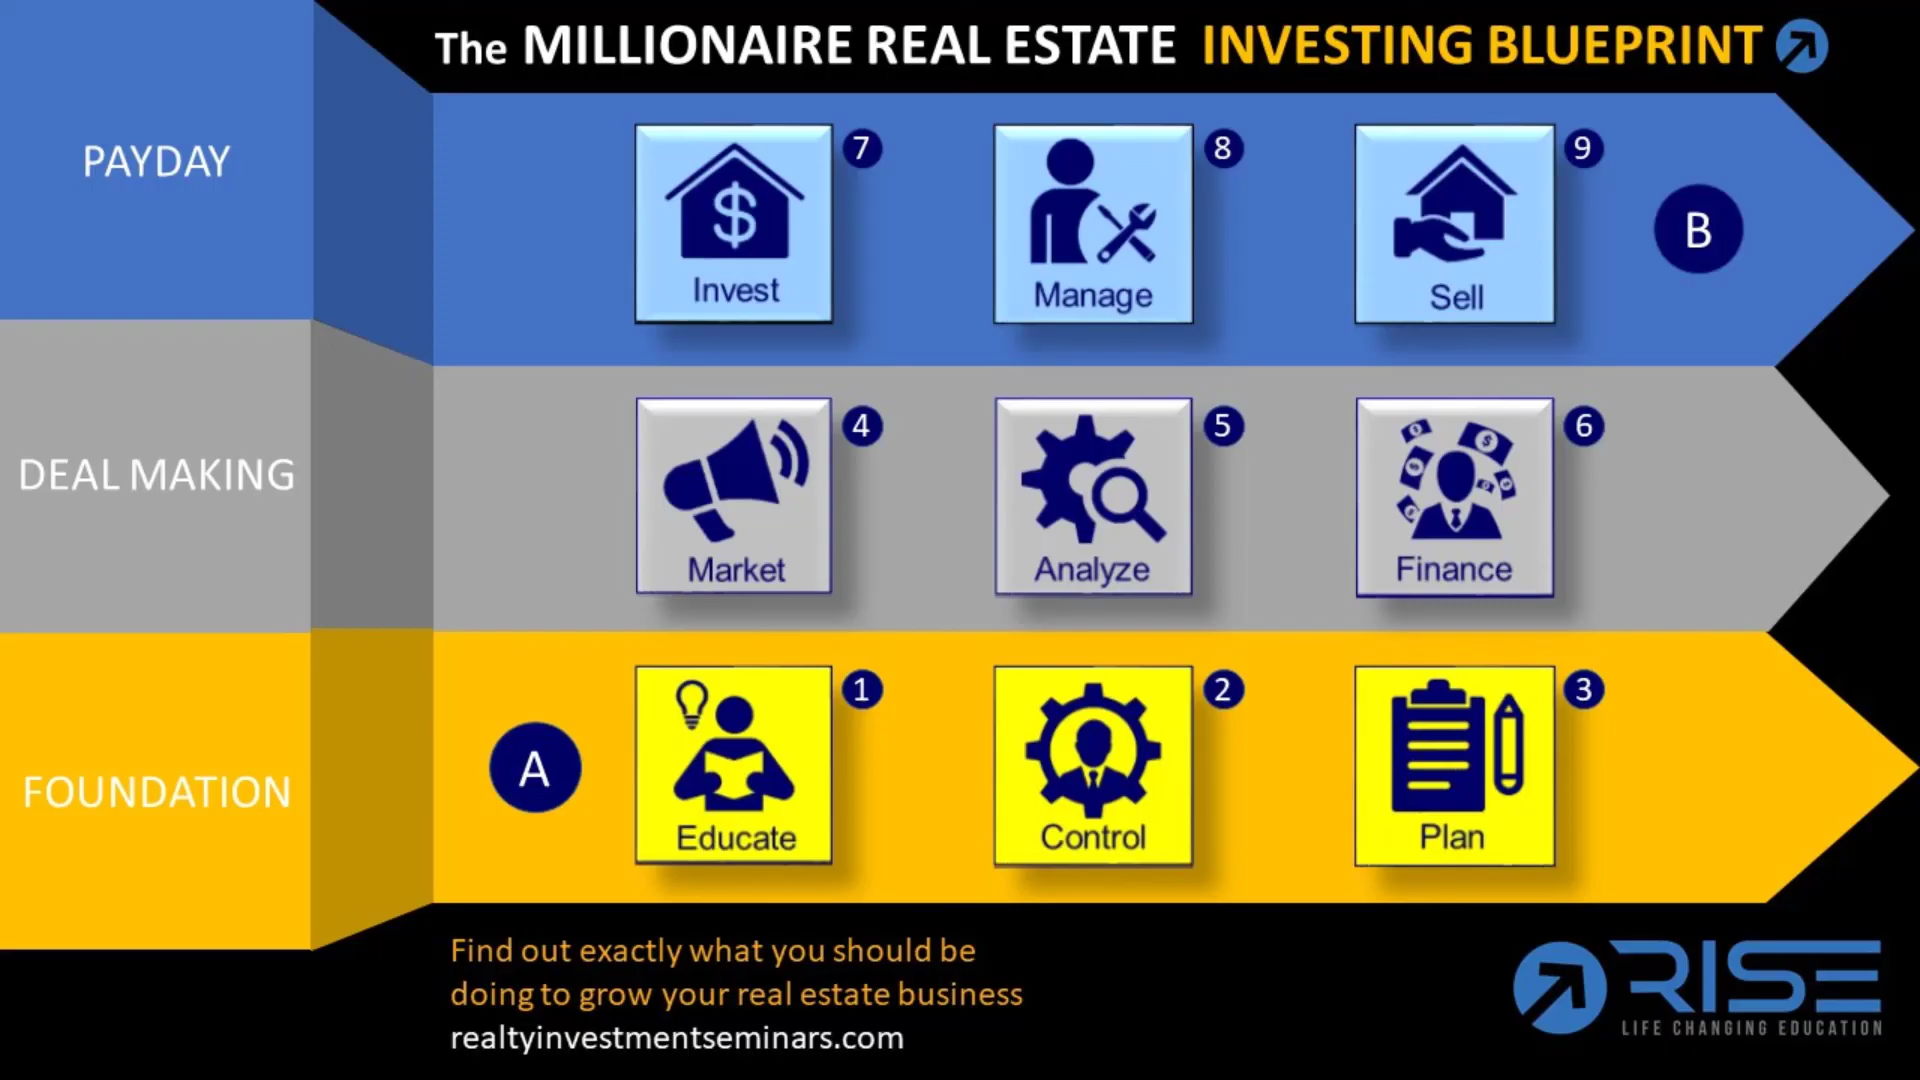 The MILLIONAIRE REAL ESTATE INVESTING BLUEPRINT
PAYDAY
7
8
9
Invest
Manage
Sell
B
DEAL MAKING
4
5
6
Market
Analyze
Finance
FOUNDATION
A
1
2
3
Educate
Control
Plan
Find out exactly what you should be
doing to grow your real estate business
realtyinvestmentseminars.com
RISE
LIFE CHANGING EDUCATION